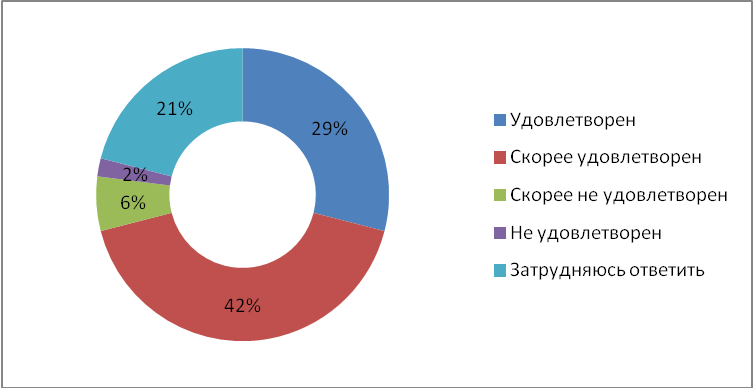 21%
29%
2%
6%
42%
Удовлетворен
Скорее удовлетворен
Скорее не удовлетворен
Не удовлетворен
Затрудняюсь ответить